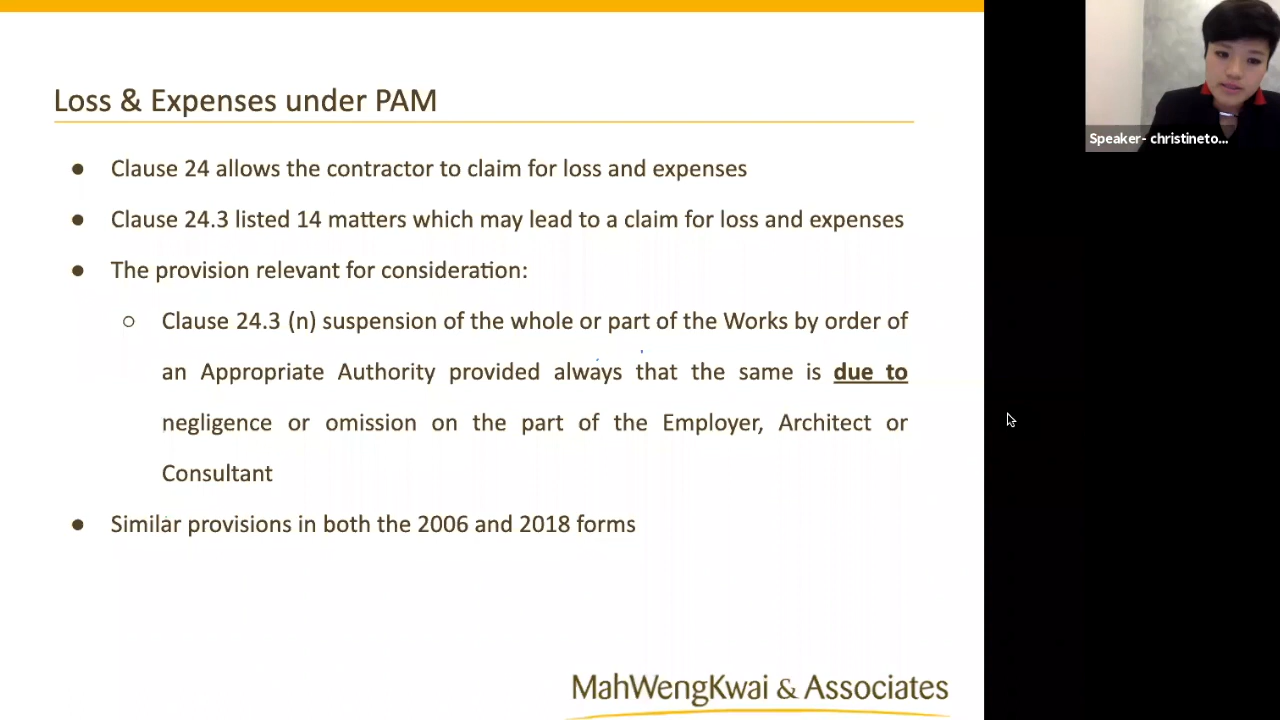 Loss & Expenses under PAM
● Clause 24 allows the contractor to claim for loss and expenses
● Clause 24.3 listed 14 matters which may lead to a claim for loss and expenses
● The provision relevant for consideration:
○ Clause 24.3 (n) suspension of the whole or part of the Works by order of
an Appropriate Authority provided always that the same is due to
negligence or omission on the part of the Employer, Architect or
Consultant
● Similar provisions in both the 2006 and 2018 forms
MahWengKwai & Associates
Speaker- christineto...